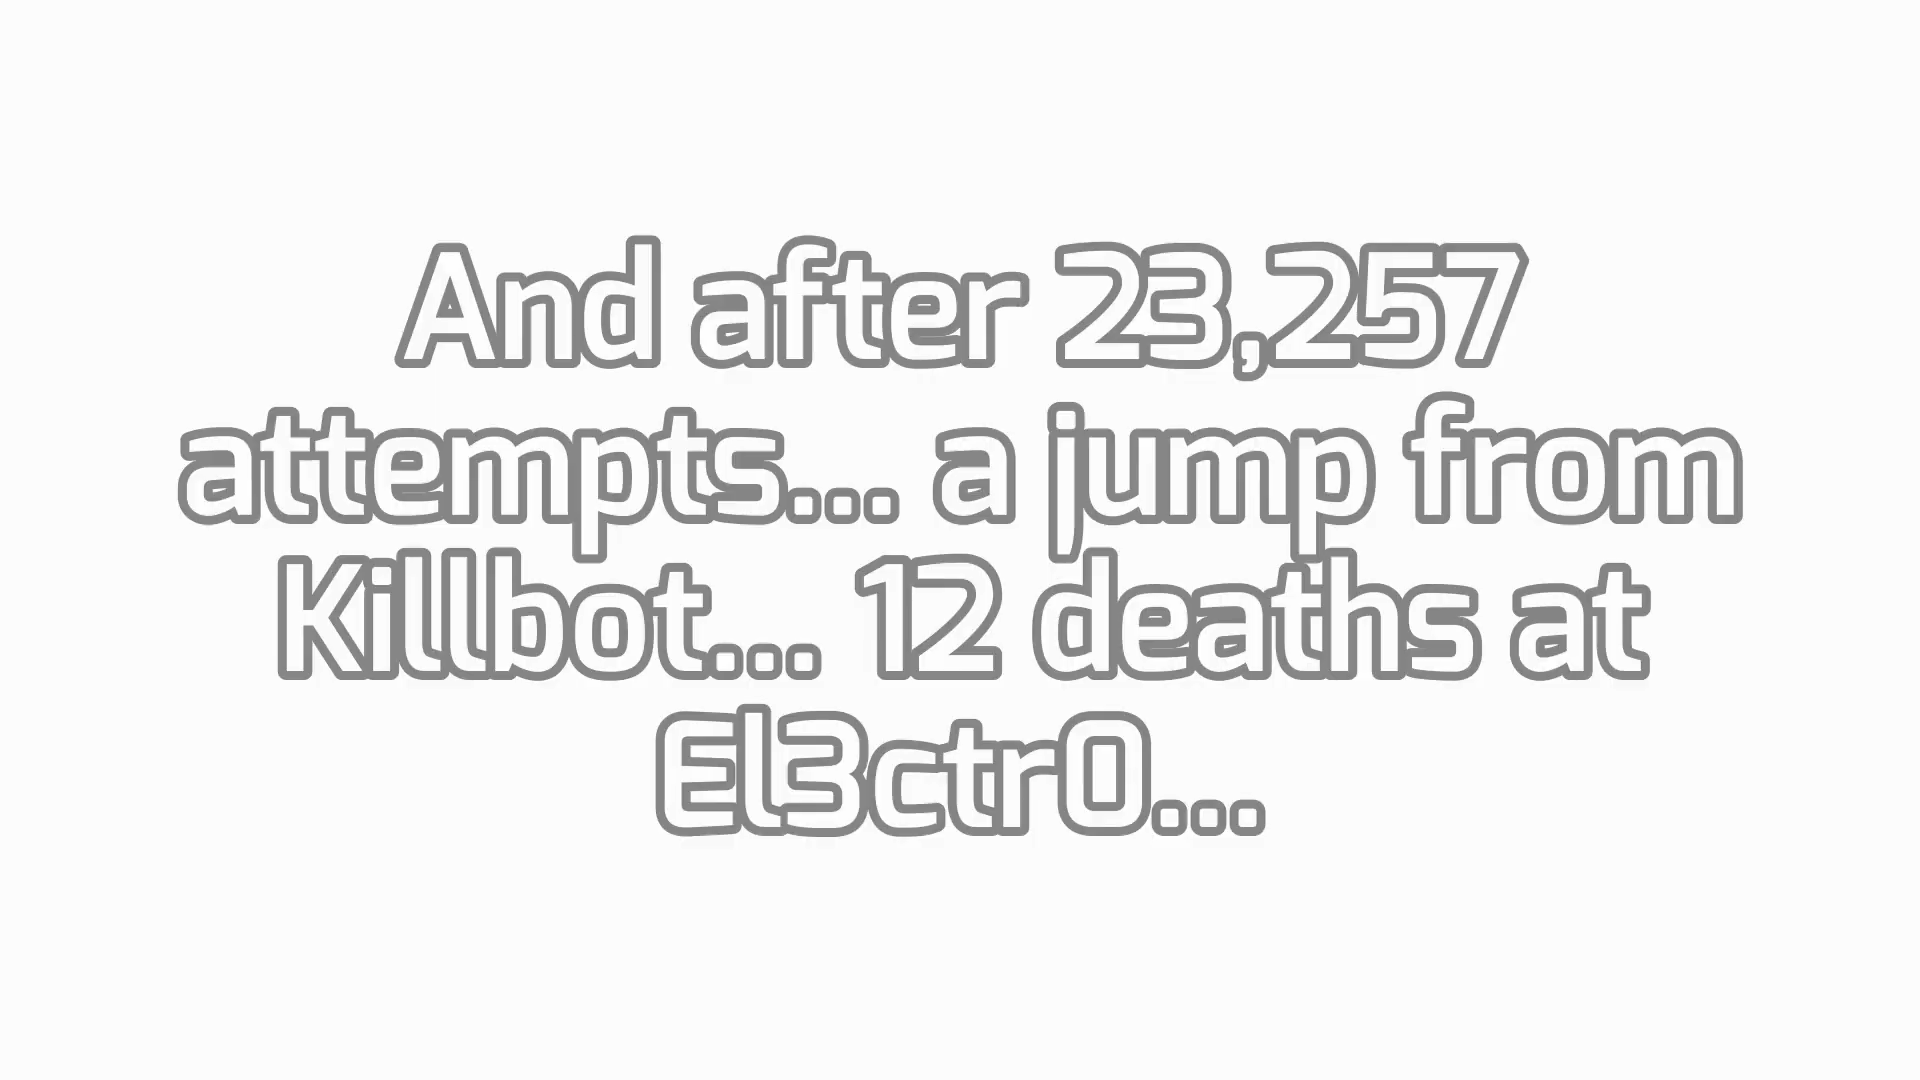 And after 23,257
attempts... a jump from
Killbot... 12 deaths at
El3ctr0...